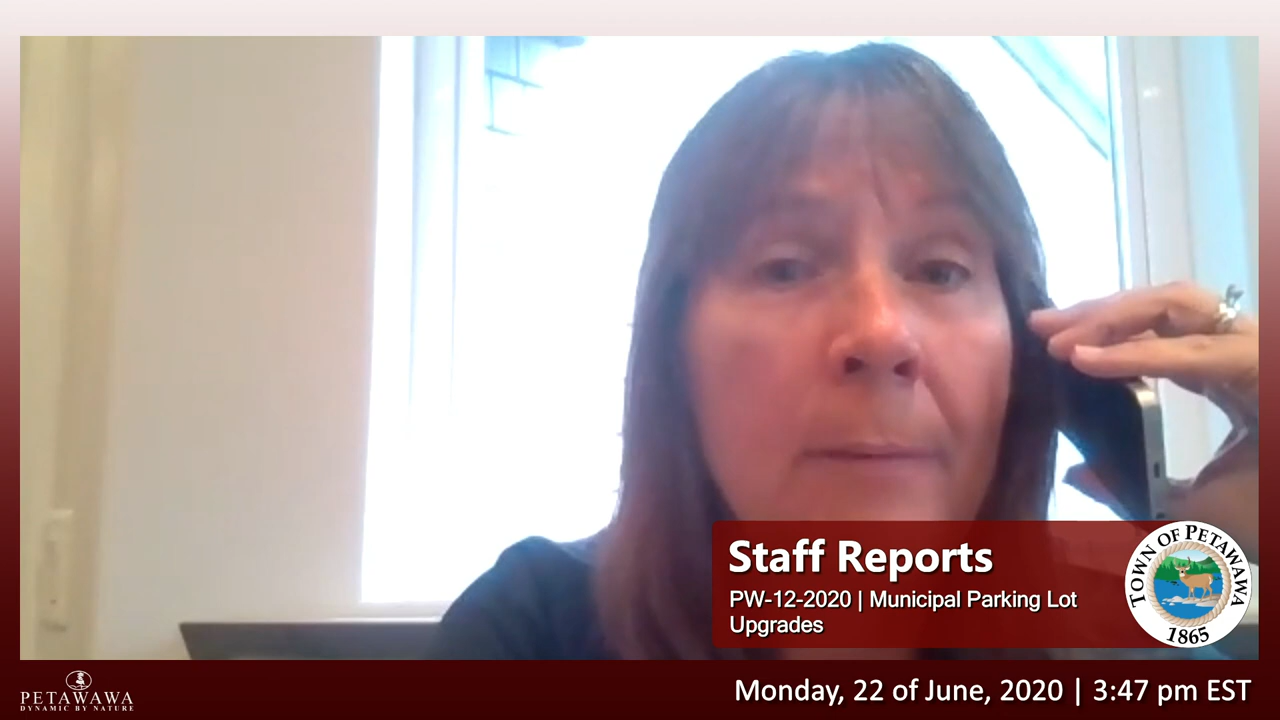 Staff Reports
PW-12-2020 | Municipal Parking Lot
Upgrades
TOWN OF PETAWAWA
1865
PETAWAWA
DYNAMIC BY NATURE
Monday, 22 of June, 2020 | 3:47 pm EST